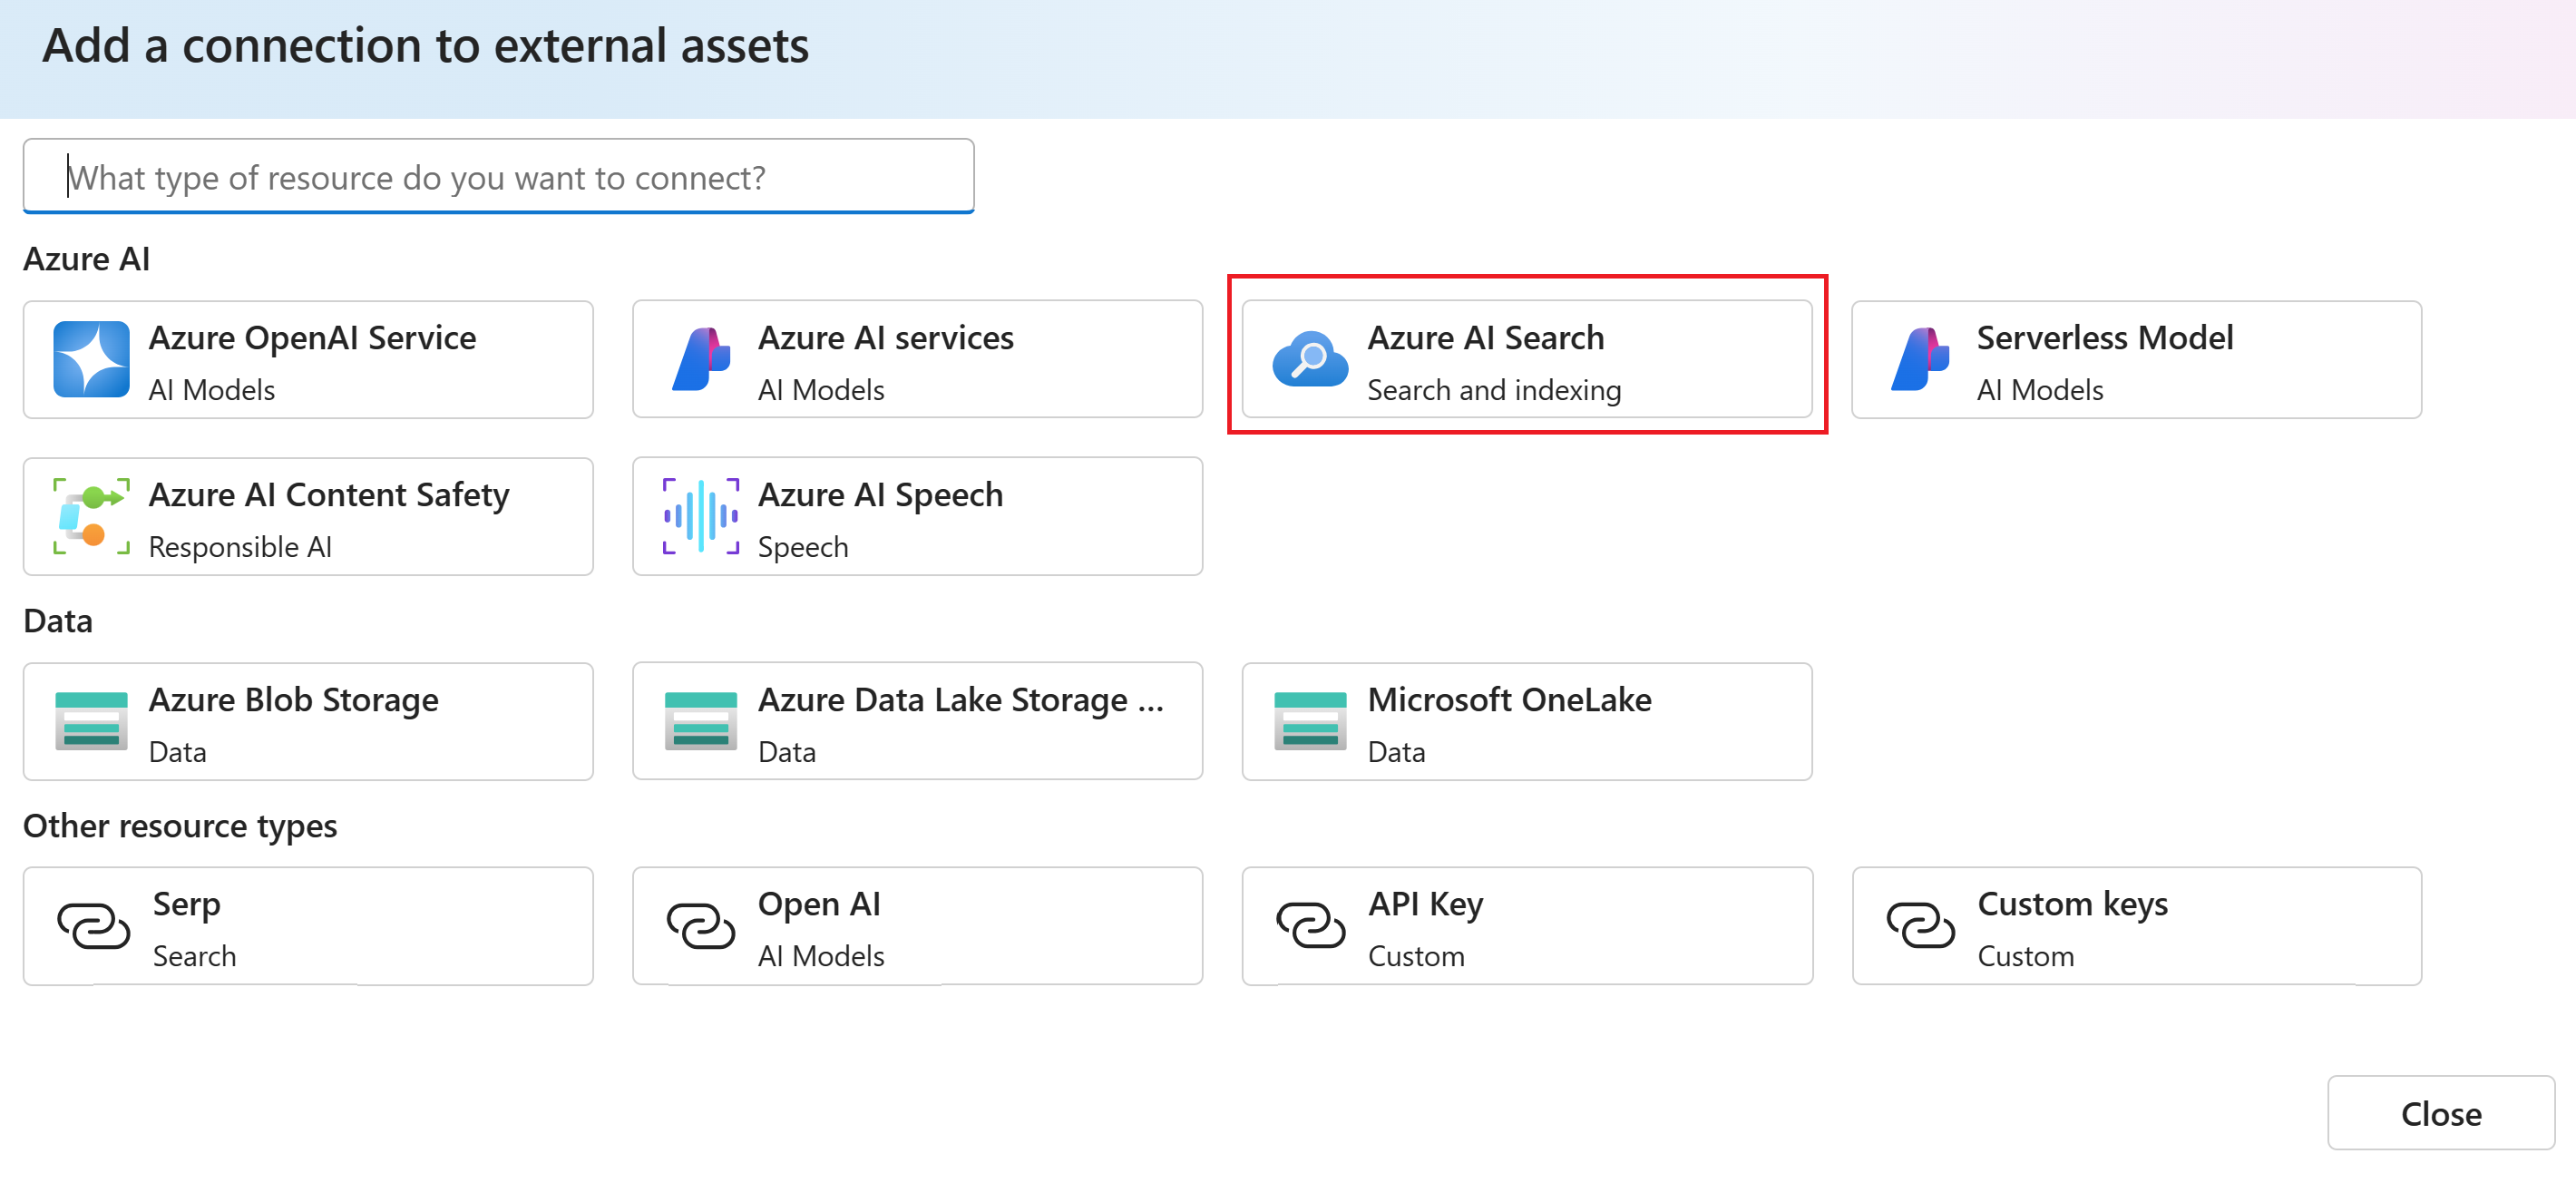 Add a connection to external assets
What type of resource do you want to connect?
Azure AI
Azure OpenAI Service
AI Models
Azure AI services
AI Models
Azure AI Search
Search and indexing
Serverless Model
AI Models
Azure AI Content Safety
Responsible AI
Azure AI Speech
Speech
Data
Azure Blob Storage
Data
Azure Data Lake Storage ...
Data
Microsoft OneLake
Data
Other resource types
Serp
Search
Open AI
AI Models
API Key
Custom
Custom keys
Custom
Close